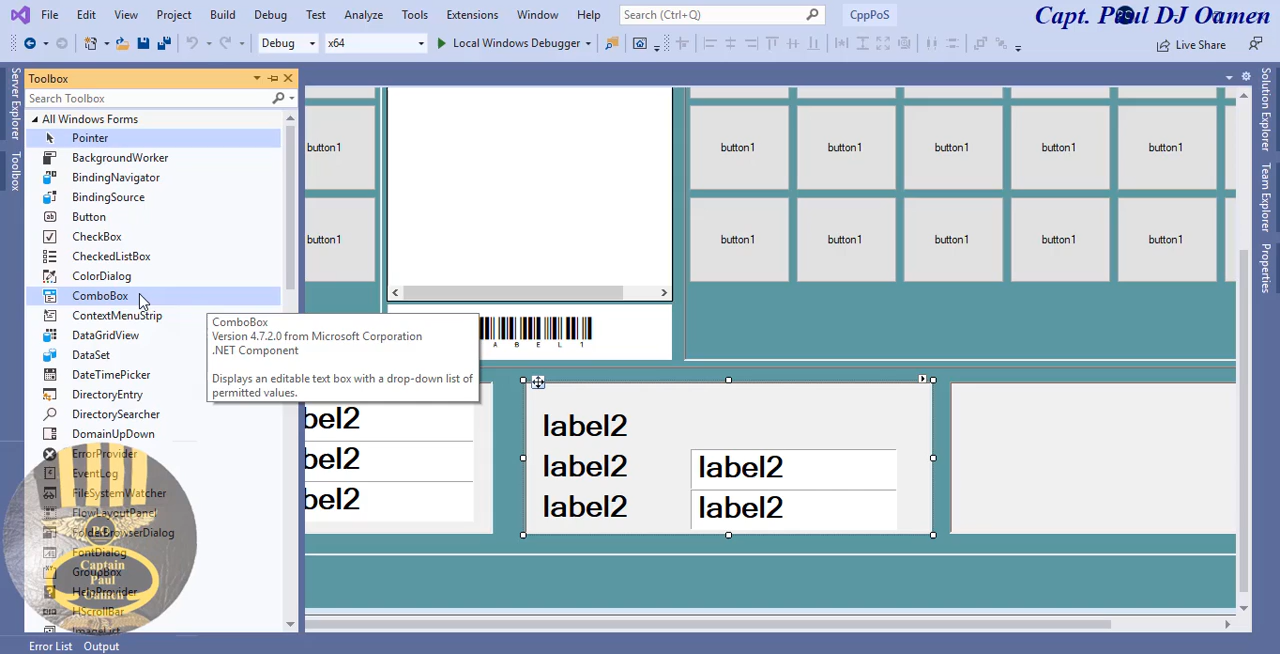 File Edit View Project Build Debug Test Analyze Tools Extensions Window Help Search (Ctrl+Q) CppPoS
Capt. Paul DJ Oamen
Debug x64 Local Windows Debugger Live Share
Toolbox
Search Toolbox
All Windows Forms
Pointer
BackgroundWorker
BindingNavigator
BindingSource
Button
CheckBox
CheckedListBox
ColorDialog
ComboBox
ContextMenuStrip
DataGridView
DataSet
DateTimePicker
DirectoryEntry
DirectorySearcher
DomainUpDown
ErrorProvider
EventLog
FileSystemWatcher
FlowLayoutPanel
FolderBrowserDialog
FontDialog
GroupBox
HelpProvider
HScrollBar
ImageList
Captain
Paul
Oamen
Server Explorer
Toolbox
ComboBox
Version 4.7.2.0 from Microsoft Corporation
.NET Component
Displays an editable text box with a drop-down list of
permitted values.
button1 button1 button1 button1 button1 button1
button1 button1 button1 button1 button1 button1
A B E L 1
bel2 label2
bel2 label2 label2
bel2 label2 label2
Solution Explorer
Team Explorer
Properties
Error List Output